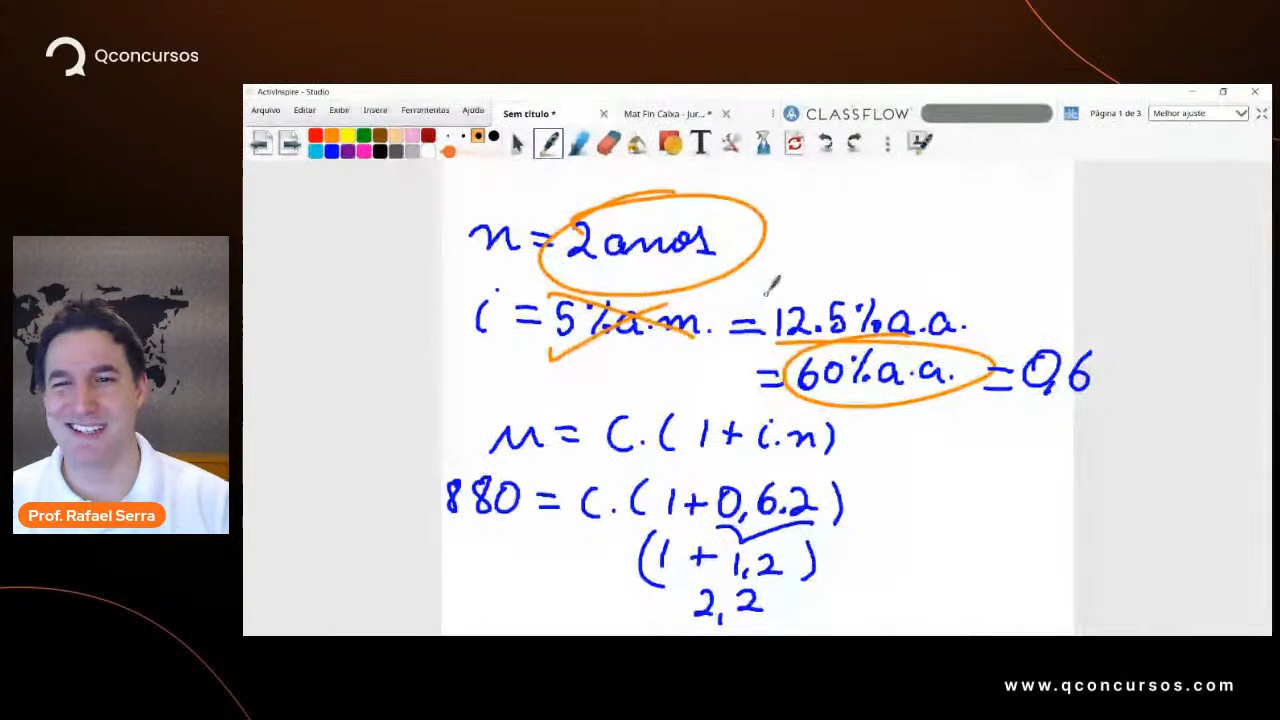 Qconcursos
ActivInspire - Studio
Arquivo Editar Exibir Inserir Ferramentas Ajuda
Sem título *
Mat Fin Caixa - Jur... *
CLASSFLOW
Página 1 de 3
Melhor ajuste
n = 2 anos
i = 5% a.m. = 12.5% a.a.
= 60% a.a. = 0,6
M = C.(1 + i.n)
880 = C.(1 + 0,6.2)
(1 + 1,2)
2,2
Prof. Rafael Serra
www.qconcursos.com